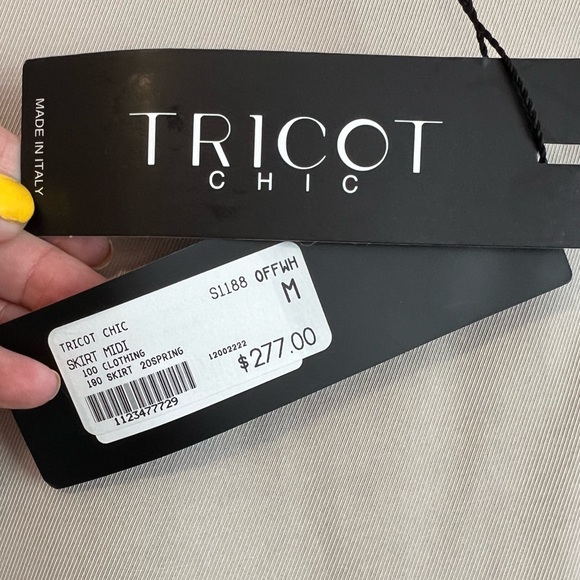 MADE IN ITALY
TRICOT
CHIC
S1188 OFFWH
M
TRICOT CHIC
SKIRT MIDI
100 CLOTHING
180 SKIRT 20SPRING
12002222
$277.00
1123477729